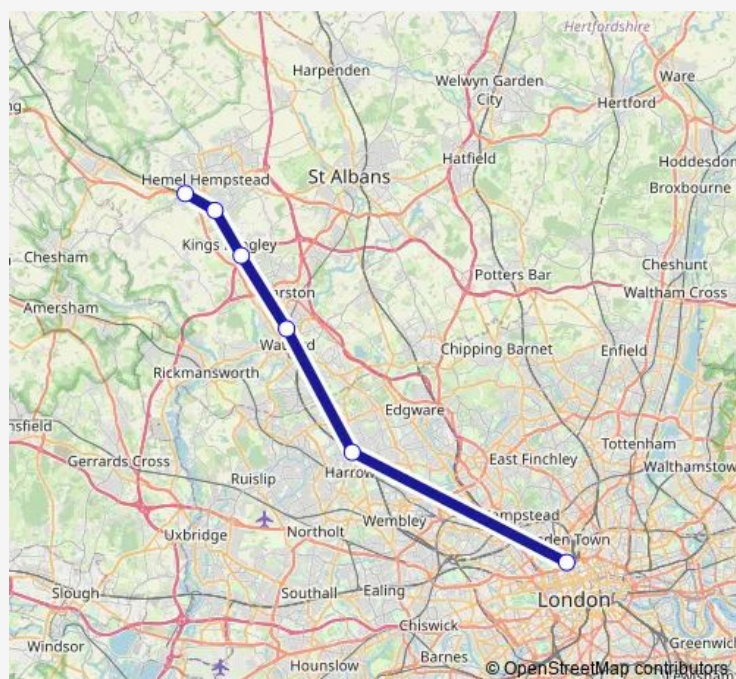 Hertfordshire
Harpenden
Welwyn Garden
City
Ware
Hertford
Hemel Hempstead
St Albans
Hatfield
Hoddesdon
Broxbourne
Chesham
Kings
Potters Bar
Cheshunt
Waltham Cross
Amersham
Rickmansworth
Chipping Barnet
Enfield
Edgware
Gerrards Cross
Ruislip
Harrow
East Finchley
Tottenham
Walthamstow
Uxbridge
Northolt
Wembley
Slough
Southall
Ealing
London
Windsor
Hounslow
Chiswick
Barnes
Greenwich
© OpenStreetMap contributors